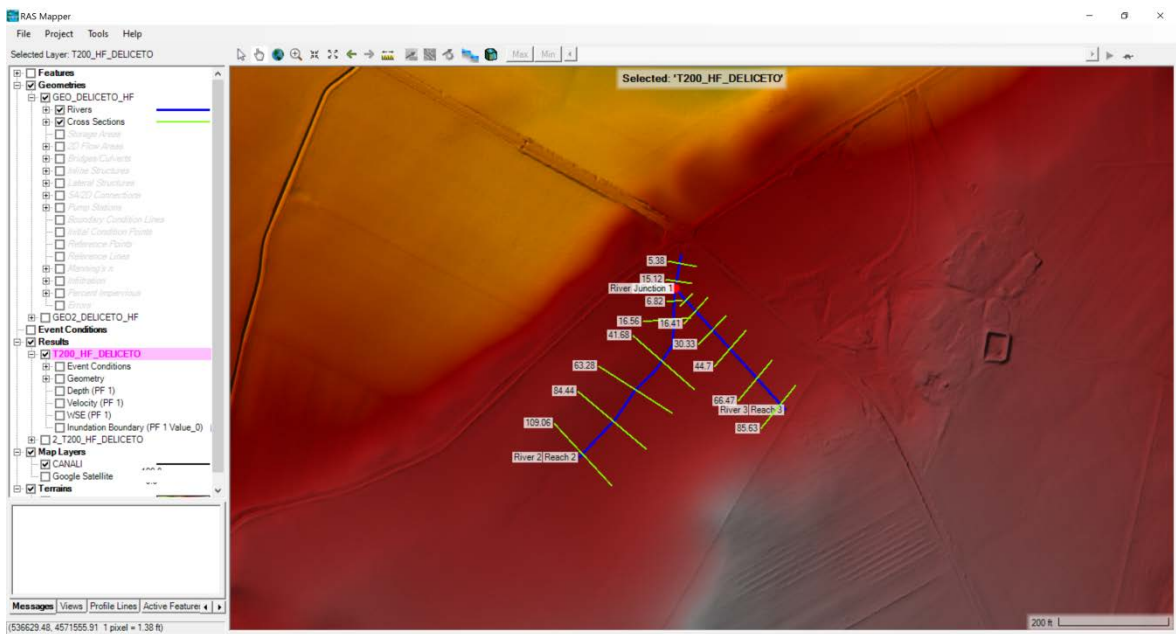 RAS Mapper
File Project Tools Help
Selected Layer: T200_HF_DELICETO
Max Min
Features
Geometries
GEO_DELICETO_HF
Rivers
Cross Sections
Storage Areas
2D Flow Areas
Bridges/Culverts
Inline Structures
Lateral Structures
SA/2D Connections
Pump Stations
Boundary Condition Lines
Initial Condition Points
Reference Points
Reference Lines
Manning's n
Infiltration
Percent Impervious
Errors
GEO2_DELICETO_HF
Event Conditions
Results
T200_HF_DELICETO
Event Conditions
Geometry
Depth (PF 1)
Velocity (PF 1)
WSE (PF 1)
Inundation Boundary (PF 1 Value_0)
2_T200_HF_DELICETO
Map Layers
CANALI
Google Satellite
Terrains
Messages Views Profile Lines Active Features
(536629.48, 4571555.91 1 pixel = 1.38 ft)
Selected: 'T200_HF_DELICETO'
5.38
15.12
River Junction 1
6.82
16.56
16.41
41.68
30.33
63.28
44.7
84.44
66.47
River 3 Reach 3
109.06
85.63
River 2 Reach 2
200 ft